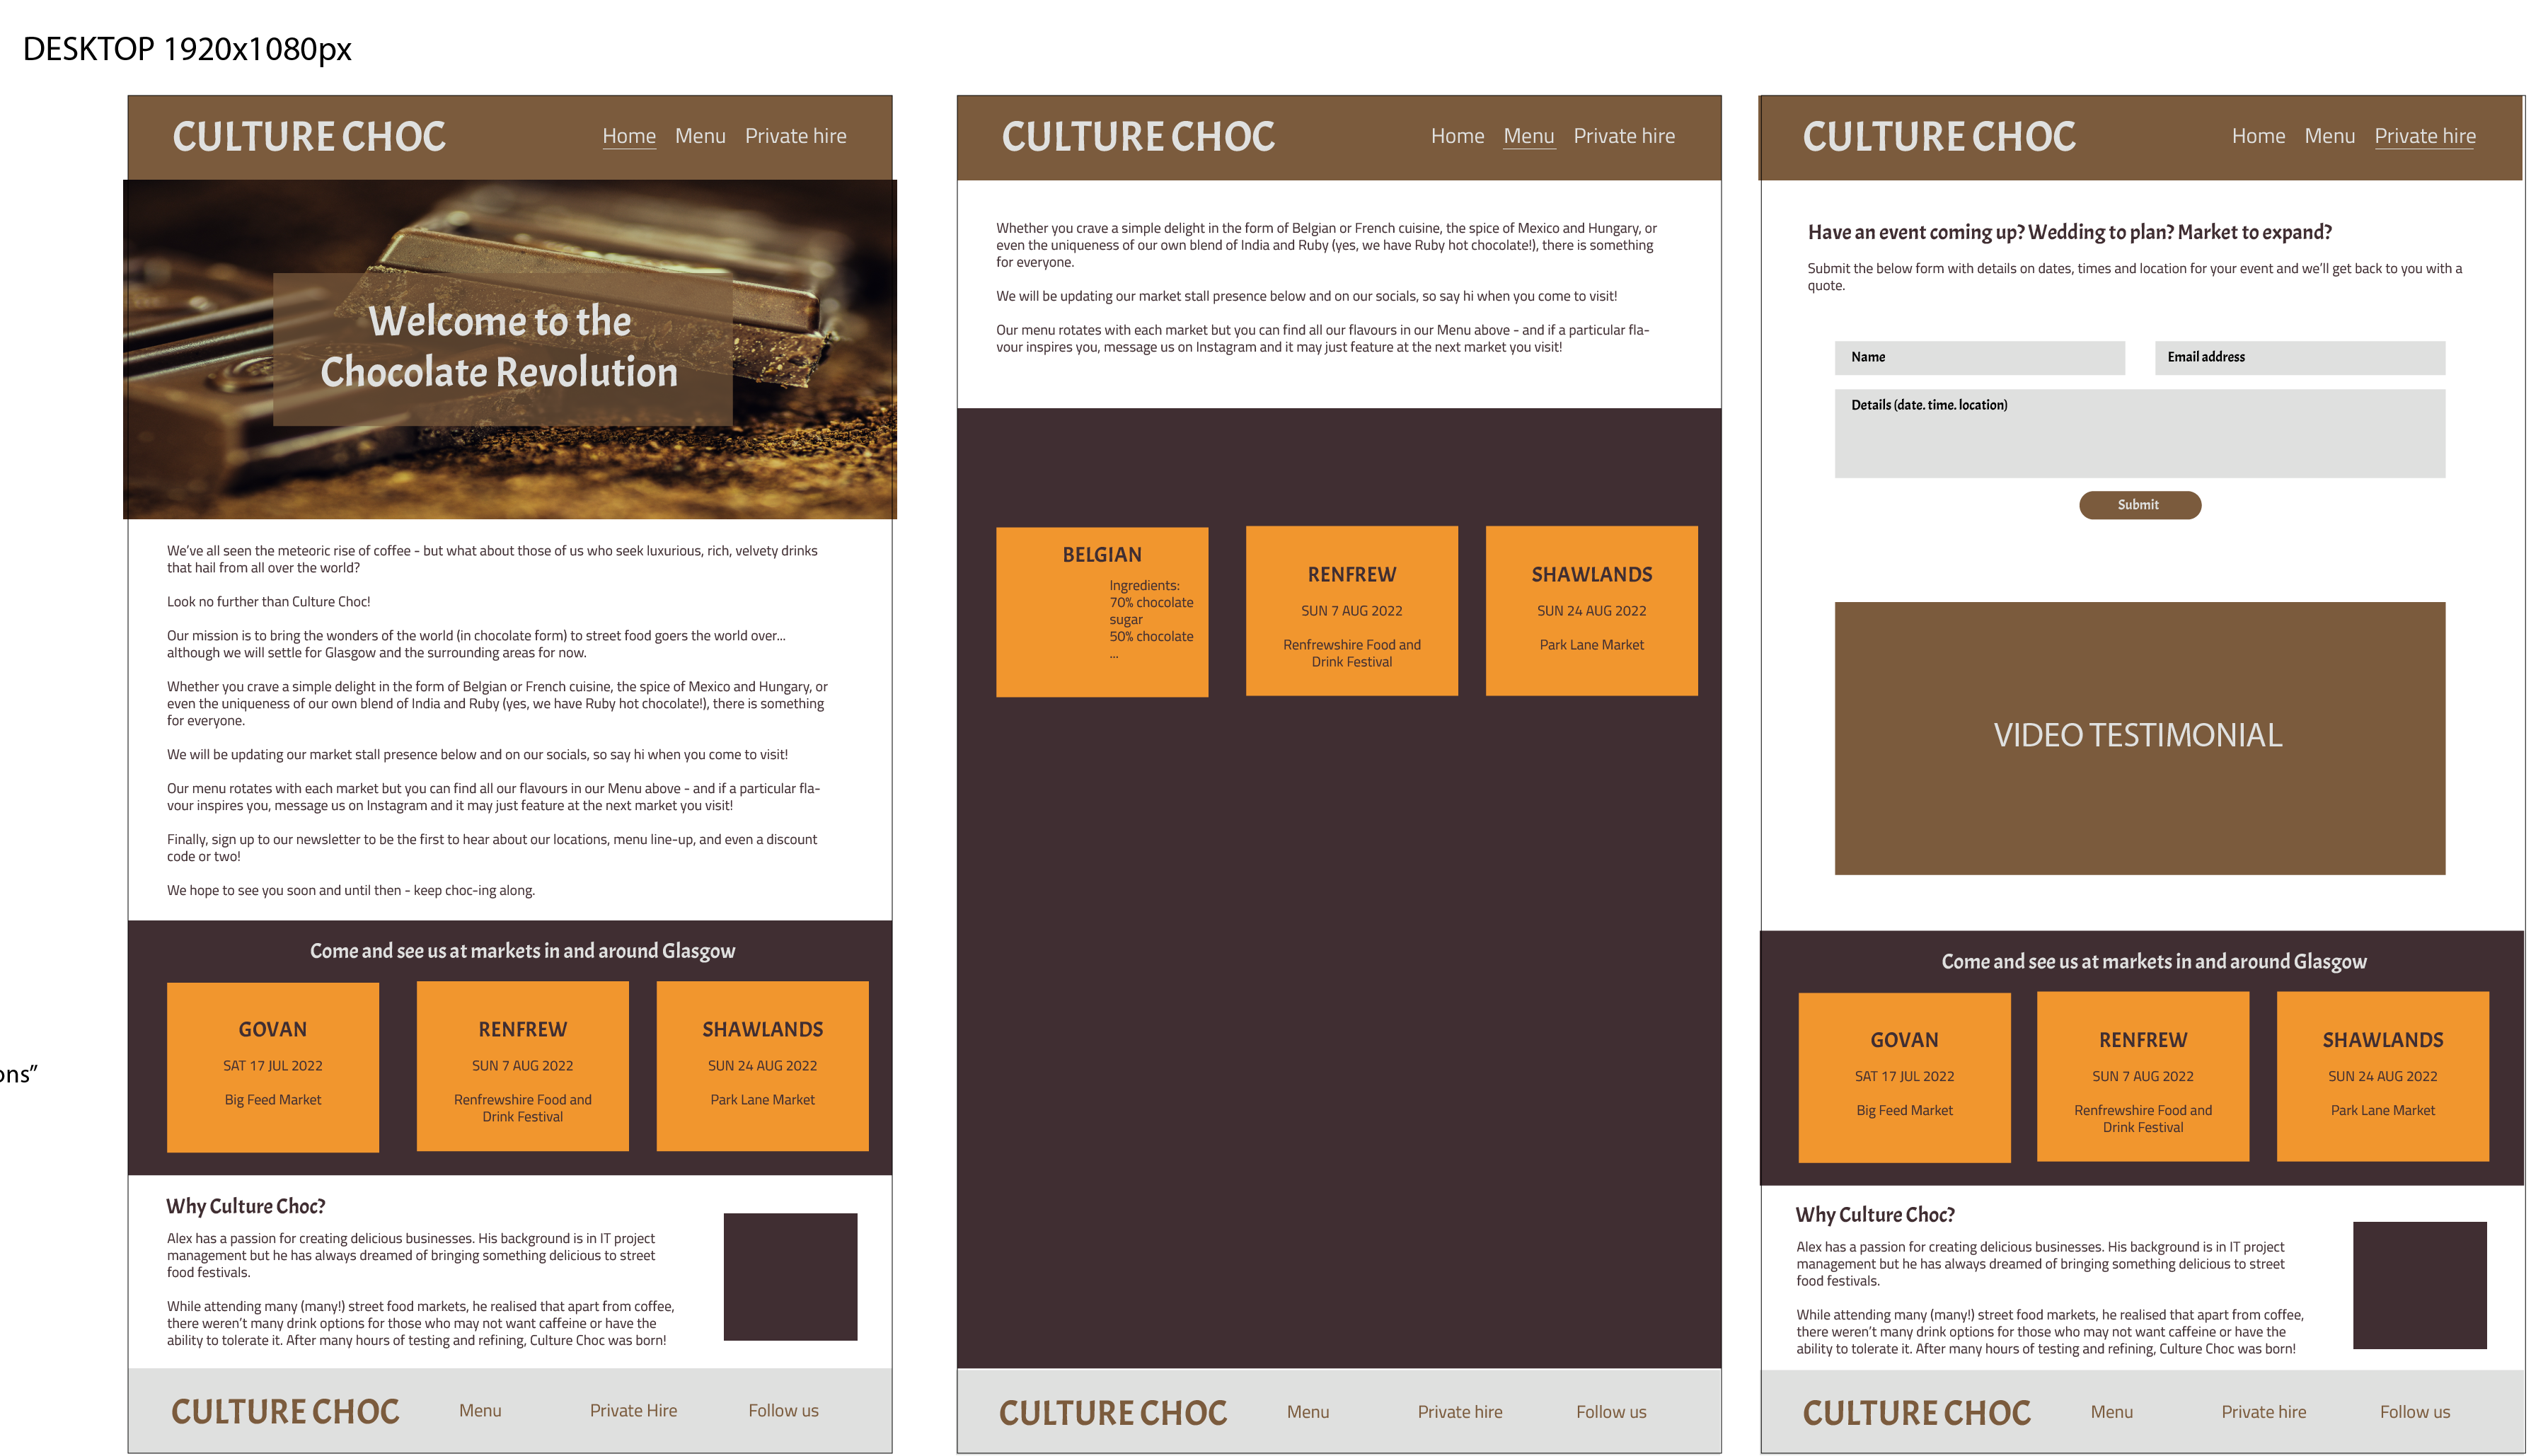 DESKTOP 1920x1080px
CULTURE CHOC
Home Menu Private hire
Welcome to the
Chocolate Revolution
We've all seen the meteoric rise of coffee - but what about those of us who seek luxurious, rich, velvety drinks
that hail from all over the world?
Look no further than Culture Choc!
Our mission is to bring the wonders of the world (in chocolate form) to street food goers the world over...
although we will settle for Glasgow and the surrounding areas for now.
Whether you crave a simple delight in the form of Belgian or French cuisine, the spice of Mexico and Hungary, or
even the uniqueness of our own blend of India and Ruby (yes, we have Ruby hot chocolate!), there is something
for everyone.
We will be updating our market stall presence below and on our socials, so say hi when you come to visit!
Our menu rotates with each market but you can find all our flavours in our Menu above - and if a particular fla-
vour inspires you, message us on Instagram and it may just feature at the next market you visit!
Finally, sign up to our newsletter to be the first to hear about our locations, menu line-up, and even a discount
code or two!
We hope to see you soon and until then - keep choc-ing along.
Come and see us at markets in and around Glasgow
GOVAN
SAT 17 JUL 2022
Big Feed Market
RENFREW
SUN 7 AUG 2022
Renfrewshire Food and
Drink Festival
SHAWLANDS
SUN 24 AUG 2022
Park Lane Market
ons”
Why Culture Choc?
Alex has a passion for creating delicious businesses. His background is in IT project
management but he has always dreamed of bringing something delicious to street
food festivals.
While attending many (many!) street food markets, he realised that apart from coffee,
there weren't many drink options for those who may not want caffeine or have the
ability to tolerate it. After many hours of testing and refining, Culture Choc was born!
CULTURE CHOC Menu Private Hire Follow us
CULTURE CHOC
Home Menu Private hire
Whether you crave a simple delight in the form of Belgian or French cuisine, the spice of Mexico and Hungary, or
even the uniqueness of our own blend of India and Ruby (yes, we have Ruby hot chocolate!), there is something
for everyone.
We will be updating our market stall presence below and on our socials, so say hi when you come to visit!
Our menu rotates with each market but you can find all our flavours in our Menu above - and if a particular fla-
vour inspires you, message us on Instagram and it may just feature at the next market you visit!
BELGIAN
Ingredients:
70% chocolate
sugar
50% chocolate
...
RENFREW
SUN 7 AUG 2022
Renfrewshire Food and
Drink Festival
SHAWLANDS
SUN 24 AUG 2022
Park Lane Market
CULTURE CHOC Menu Private hire Follow us
CULTURE CHOC
Home Menu Private hire
Have an event coming up? Wedding to plan? Market to expand?
Submit the below form with details on dates, times and location for your event and we'll get back to you with a
quote.
Name
Email address
Details (date. time. location)
Submit
VIDEO TESTIMONIAL
Come and see us at markets in and around Glasgow
GOVAN
SAT 17 JUL 2022
Big Feed Market
RENFREW
SUN 7 AUG 2022
Renfrewshire Food and
Drink Festival
SHAWLANDS
SUN 24 AUG 2022
Park Lane Market
Why Culture Choc?
Alex has a passion for creating delicious businesses. His background is in IT project
management but he has always dreamed of bringing something delicious to street
food festivals.
While attending many (many!) street food markets, he realised that apart from coffee,
there weren't many drink options for those who may not want caffeine or have the
ability to tolerate it. After many hours of testing and refining, Culture Choc was born!
CULTURE CHOC Menu Private hire Follow us